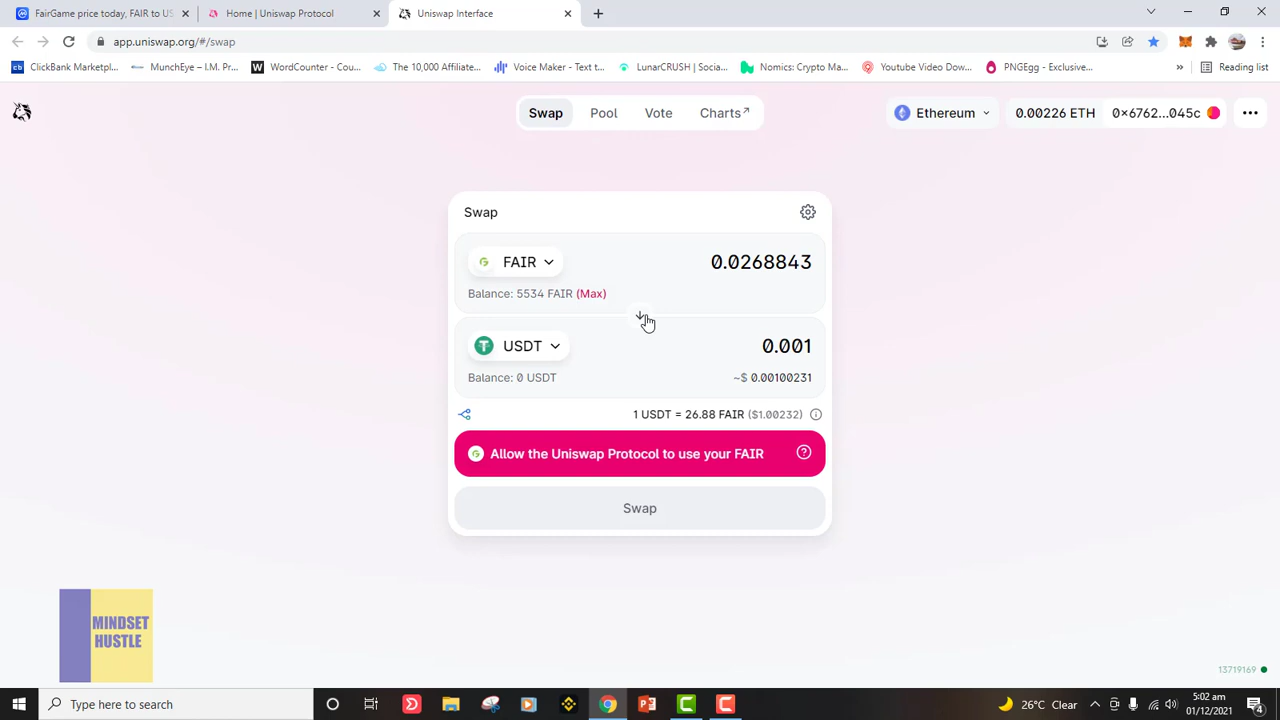 FairGame price today, FAIR to US
Home | Uniswap Protocol
Uniswap Interface
app.uniswap.org/#/swap
ClickBank Marketpl...
MunchEye – I.M. Pr...
WordCounter - Cou...
The 10,000 Affiliate...
Voice Maker - Text t...
LunarCRUSH | Socia...
Nomics: Crypto Ma...
Youtube Video Dow...
PNGEgg - Exclusive...
»
Reading list
Swap
Pool
Vote
Charts↗
Ethereum
0.00226 ETH
0x6762...045c
Swap
FAIR
0.0268843
Balance: 5534 FAIR (Max)
USDT
0.001
Balance: 0 USDT
~$ 0.00100231
1 USDT = 26.88 FAIR ($1.00232)
Allow the Uniswap Protocol to use your FAIR
Swap
MINDSET
HUSTLE
13719169
Type here to search
26°C Clear
5:02 am
01/12/2021
4